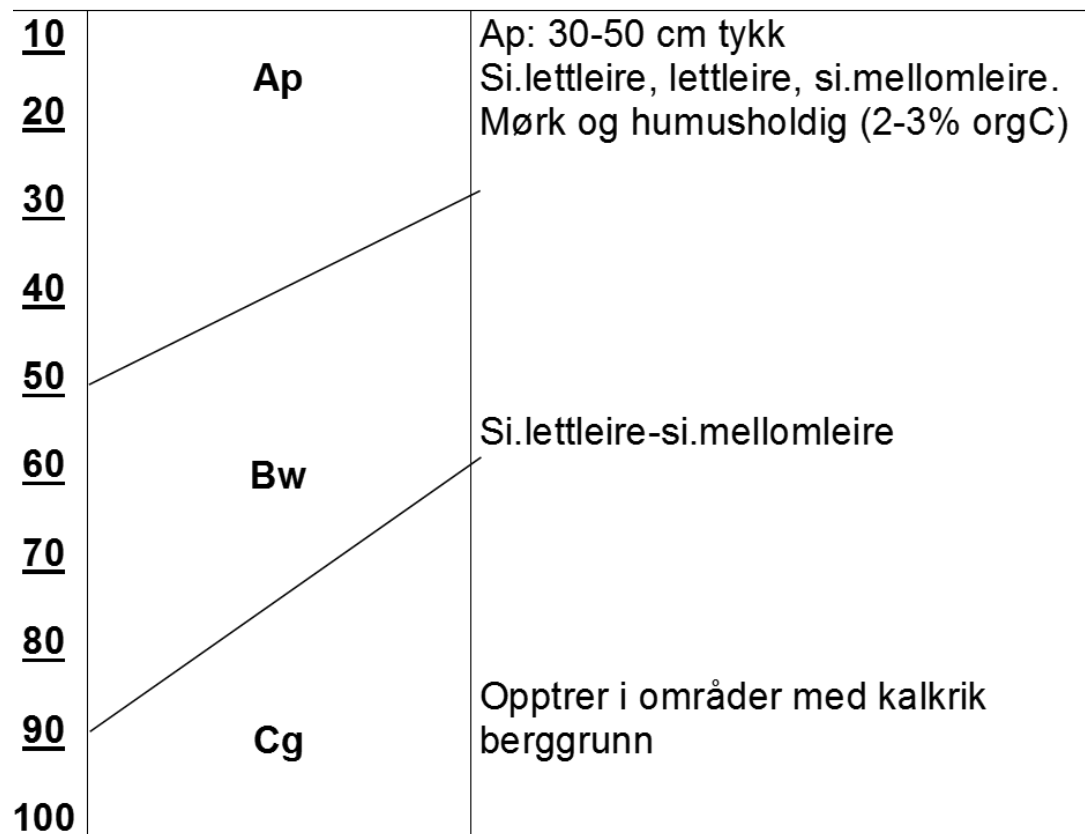 10
Ap
Ap: 30-50 cm tykk
Si.lettleire, lettleire, si.mellomleire.
20
Mørk og humusholdig (2-3% orgC)
30
40
50
Si.lettleire-si.mellomleire
60
Bw
70
80
Opptrer i områder med kalkrik
90
Cg
berggrunn
100